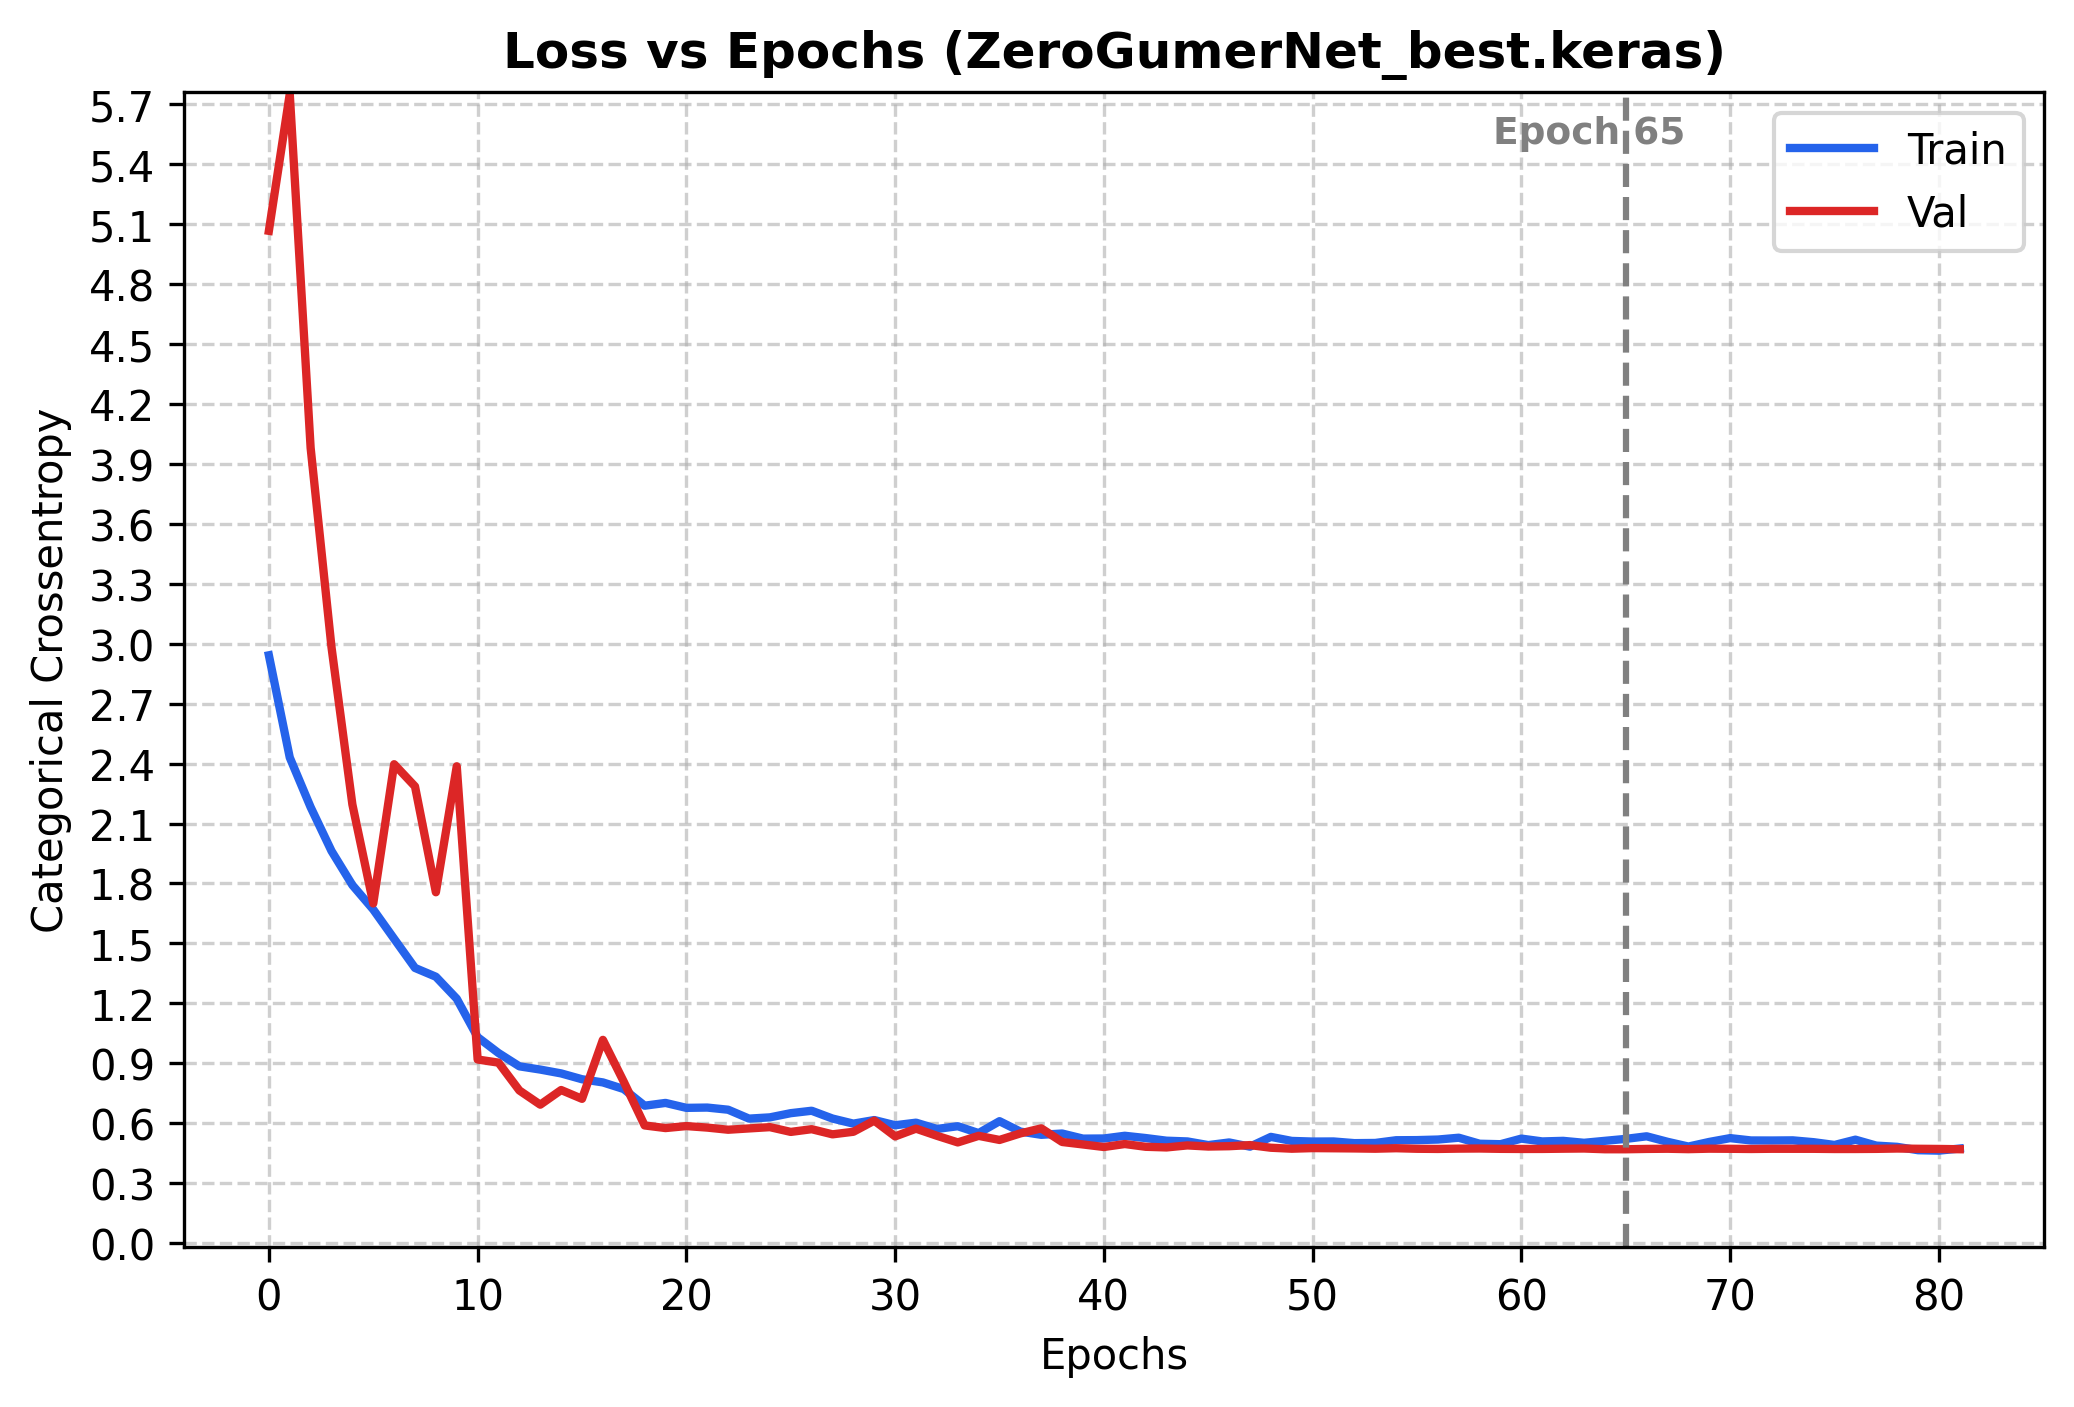 Loss vs Epochs (ZeroGumerNet_best.keras)
Categorical Crossentropy
5.7
5.4
5.1
4.8
4.5
4.2
3.9
3.6
3.3
3.0
2.7
2.4
2.1
1.8
1.5
1.2
0.9
0.6
0.3
0.0
Epoch 65
Train
Val
0 10 20 30 40 50 60 70 80
Epochs